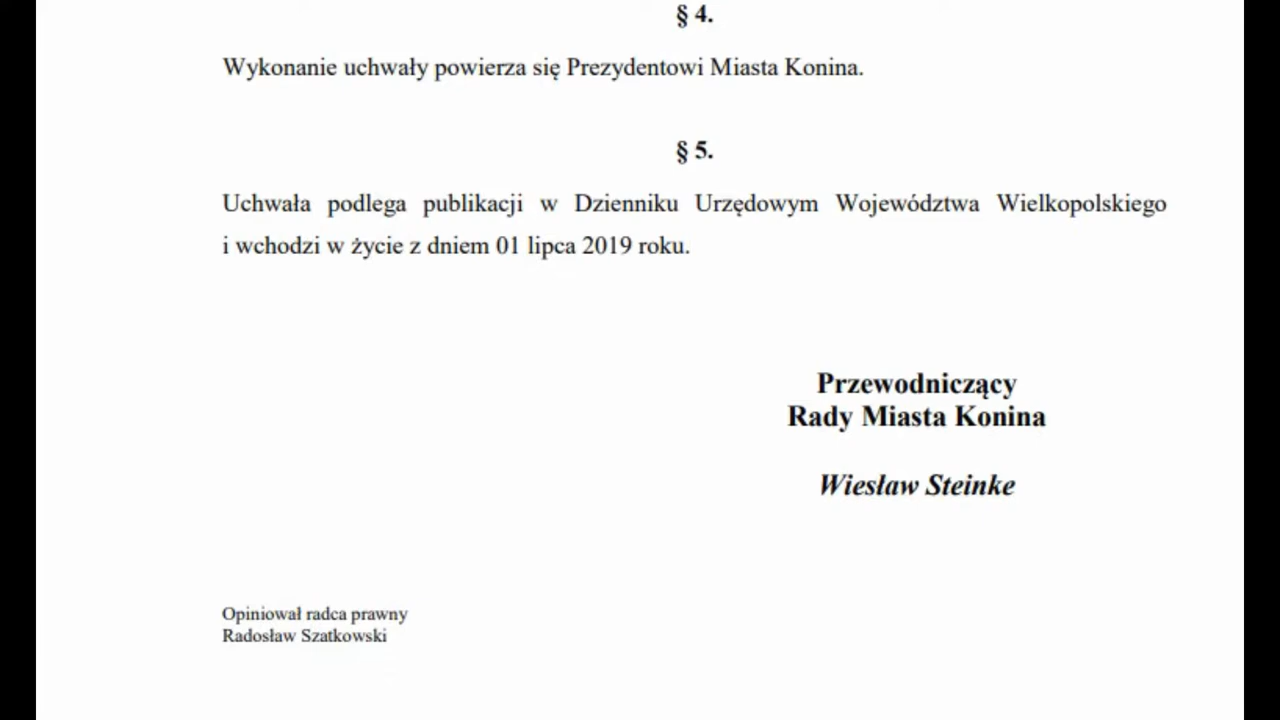 § 4.
Wykonanie uchwały powierza się Prezydentowi Miasta Konina.
§ 5.
Uchwała podlega publikacji w Dzienniku Urzędowym Województwa Wielkopolskiego
i wchodzi w życie z dniem 01 lipca 2019 roku.
Przewodniczący
Rady Miasta Konina
Wiesław Steinke
Opiniował radca prawny
Radosław Szatkowski